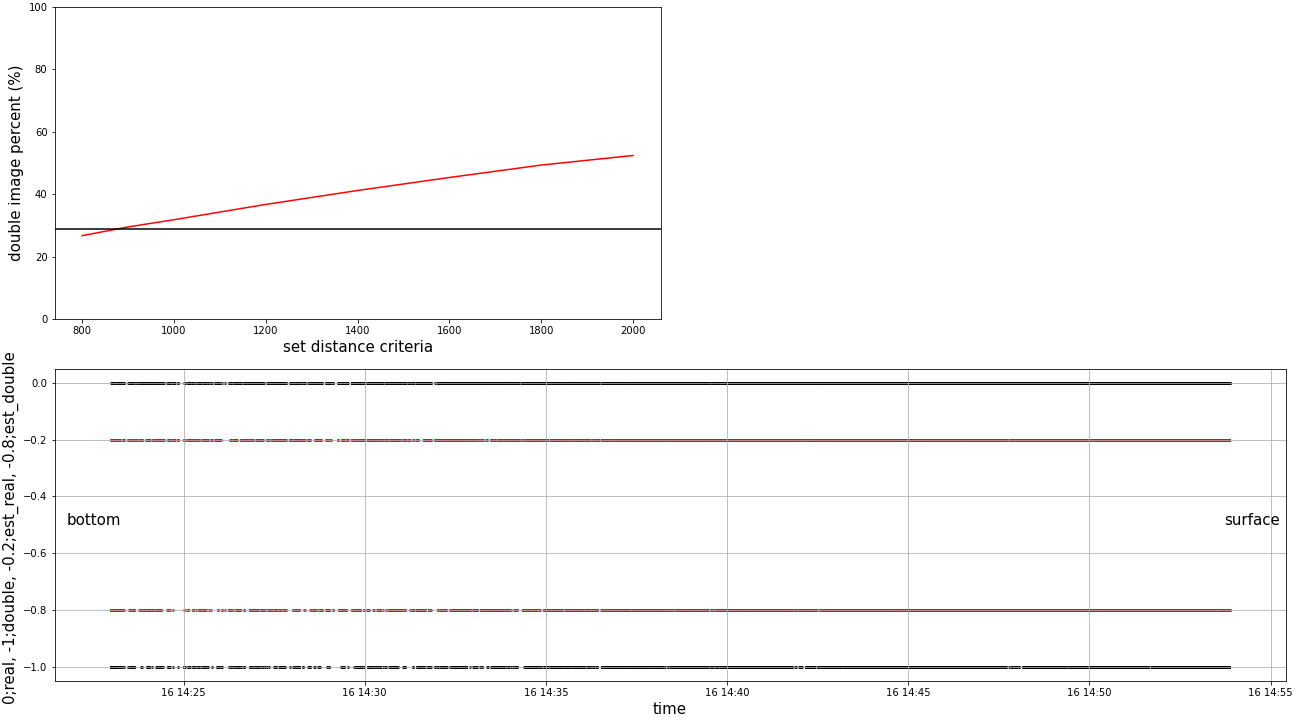 100
80
60
40
20
0
double image percent (%)
800 1000 1200 1400 1600 1800 2000
set distance criteria
0.0
−0.2
−0.4
−0.6
−0.8
−1.0
0;real, -1;double, -0.2;est_real, -0.8;est_double
bottom
surface
16 14:25 16 14:30 16 14:35 16 14:40 16 14:45 16 14:50 16 14:55
time